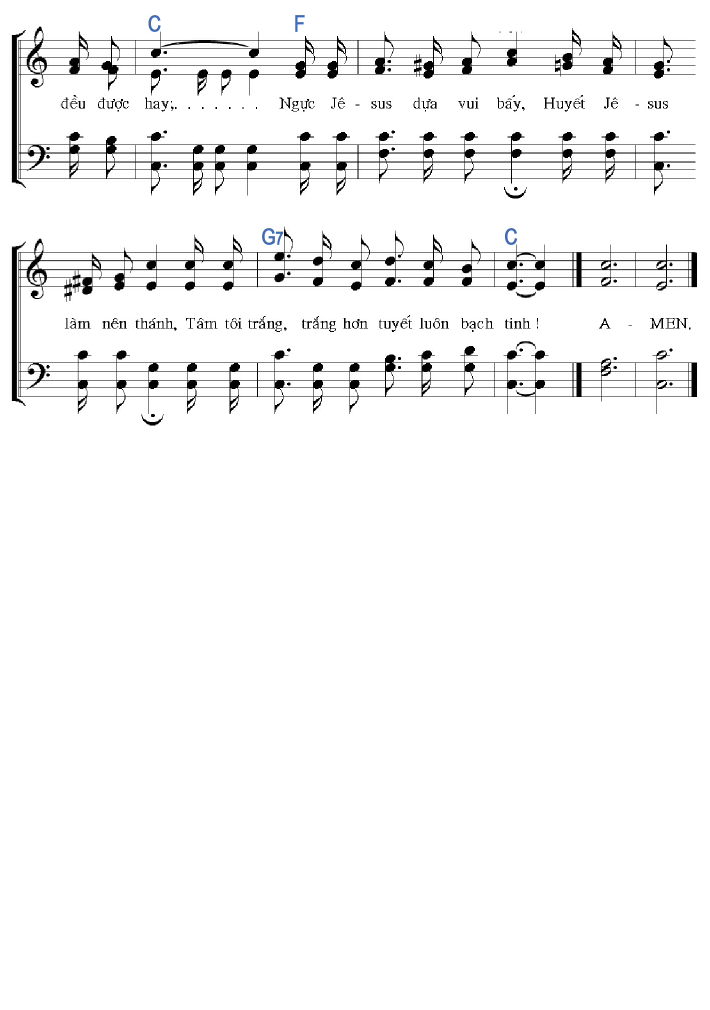 C F
đều được hay;. . . . . . . Ngực Jê - sus dựa vui bấy, Huyết Jê - sus
G7 C
làm nên thánh, Tâm tôi trắng, trắng hơn tuyết luôn bạch tinh ! A - MEN.